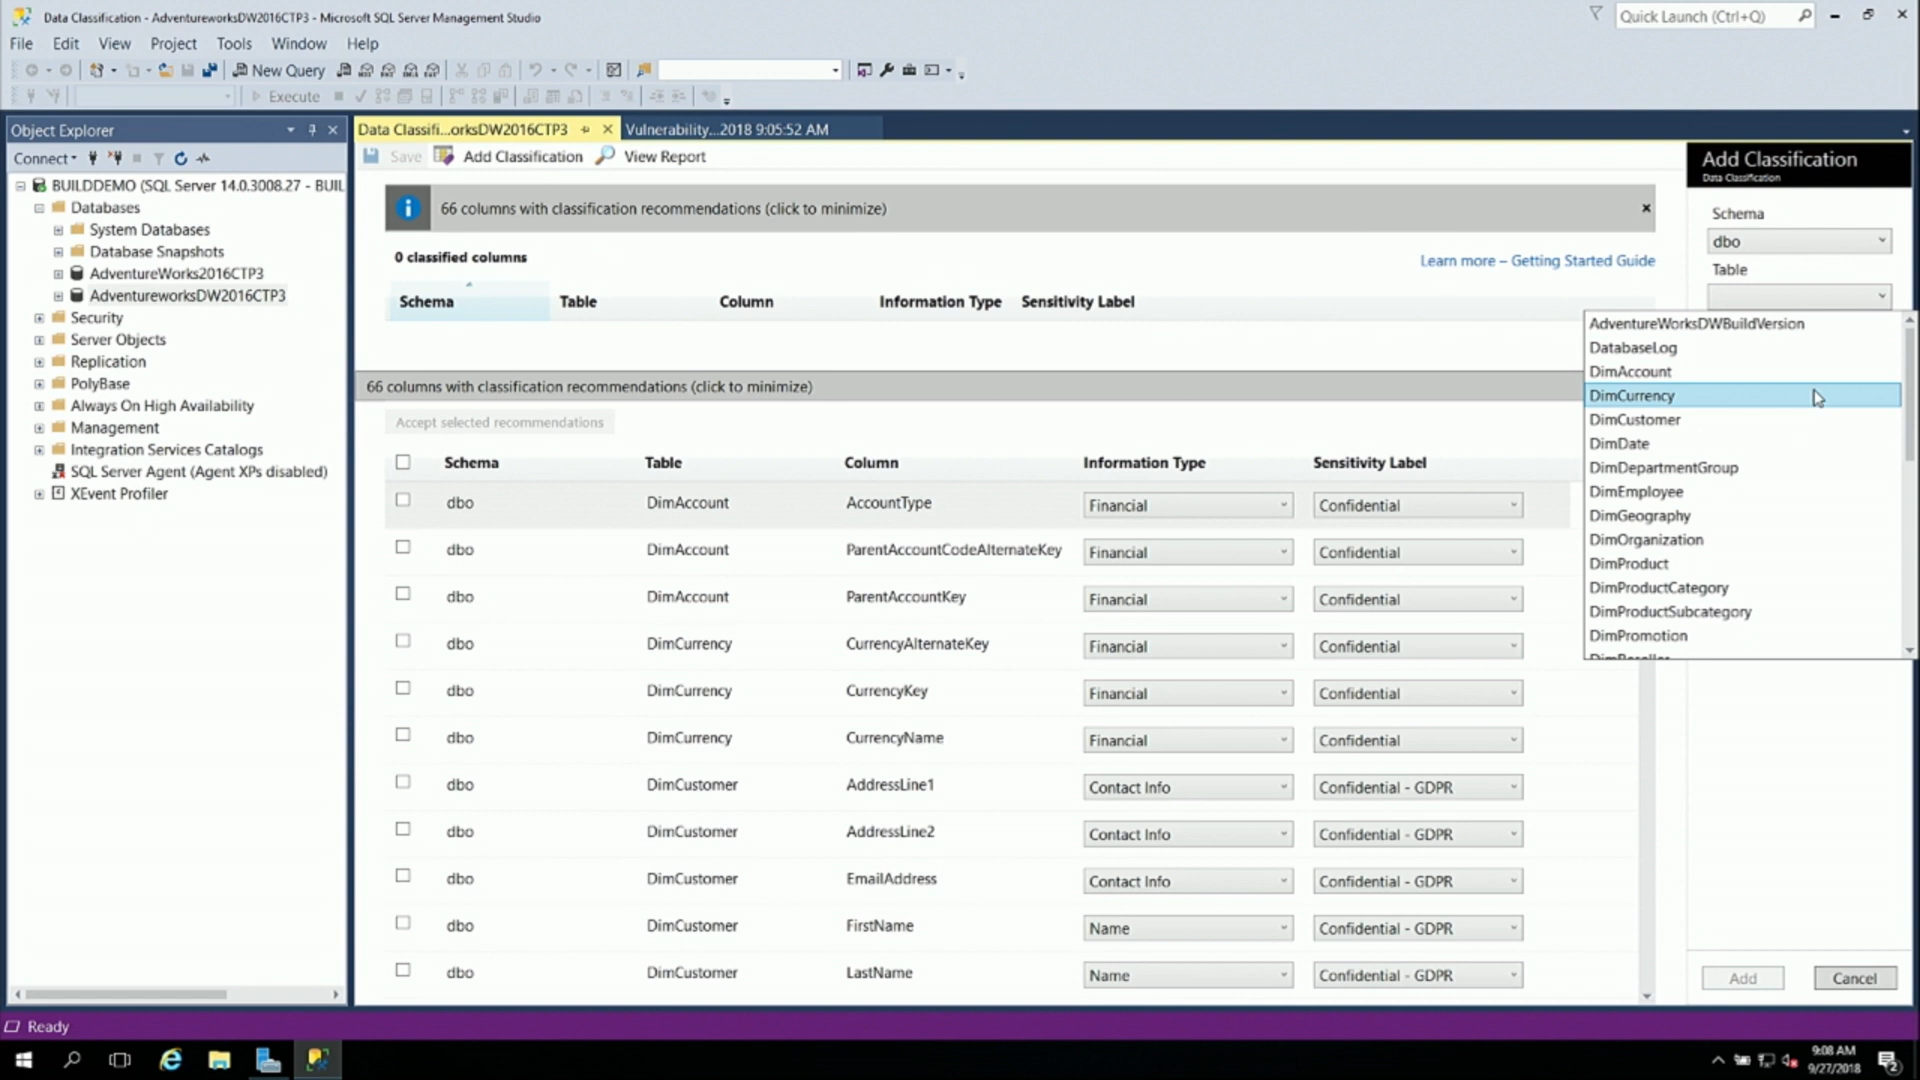 Data Classification - AdventureworksDW2016CTP3 - Microsoft SQL Server Management Studio
Quick Launch (Ctrl+Q)
File Edit View Project Tools Window Help
New Query
Execute
Object Explorer
Data Classifi...orksDW2016CTP3
Vulnerability...2018 9:05:52 AM
Connect
Save Add Classification View Report
Add Classification
Data Classification
BUILDDEMO (SQL Server 14.0.3008.27 - BUIL
Databases
System Databases
Database Snapshots
AdventureWorks2016CTP3
AdventureworksDW2016CTP3
Security
Server Objects
Replication
PolyBase
Always On High Availability
Management
Integration Services Catalogs
SQL Server Agent (Agent XPs disabled)
XEvent Profiler
66 columns with classification recommendations (click to minimize)
0 classified columns
Learn more – Getting Started Guide
Schema Table Column Information Type Sensitivity Label
66 columns with classification recommendations (click to minimize)
Accept selected recommendations
Schema Table Column Information Type Sensitivity Label
dbo DimAccount AccountType Financial Confidential
dbo DimAccount ParentAccountCodeAlternateKey Financial Confidential
dbo DimAccount ParentAccountKey Financial Confidential
dbo DimCurrency CurrencyAlternateKey Financial Confidential
dbo DimCurrency CurrencyKey Financial Confidential
dbo DimCurrency CurrencyName Financial Confidential
dbo DimCustomer AddressLine1 Contact Info Confidential - GDPR
dbo DimCustomer AddressLine2 Contact Info Confidential - GDPR
dbo DimCustomer EmailAddress Contact Info Confidential - GDPR
dbo DimCustomer FirstName Name Confidential - GDPR
dbo DimCustomer LastName Name Confidential - GDPR
Schema
dbo
Table
AdventureWorksDWBuildVersion
DatabaseLog
DimAccount
DimCurrency
DimCustomer
DimDate
DimDepartmentGroup
DimEmployee
DimGeography
DimOrganization
DimProduct
DimProductCategory
DimProductSubcategory
DimPromotion
Add Cancel
Ready
9:08 AM
9/27/2018
2